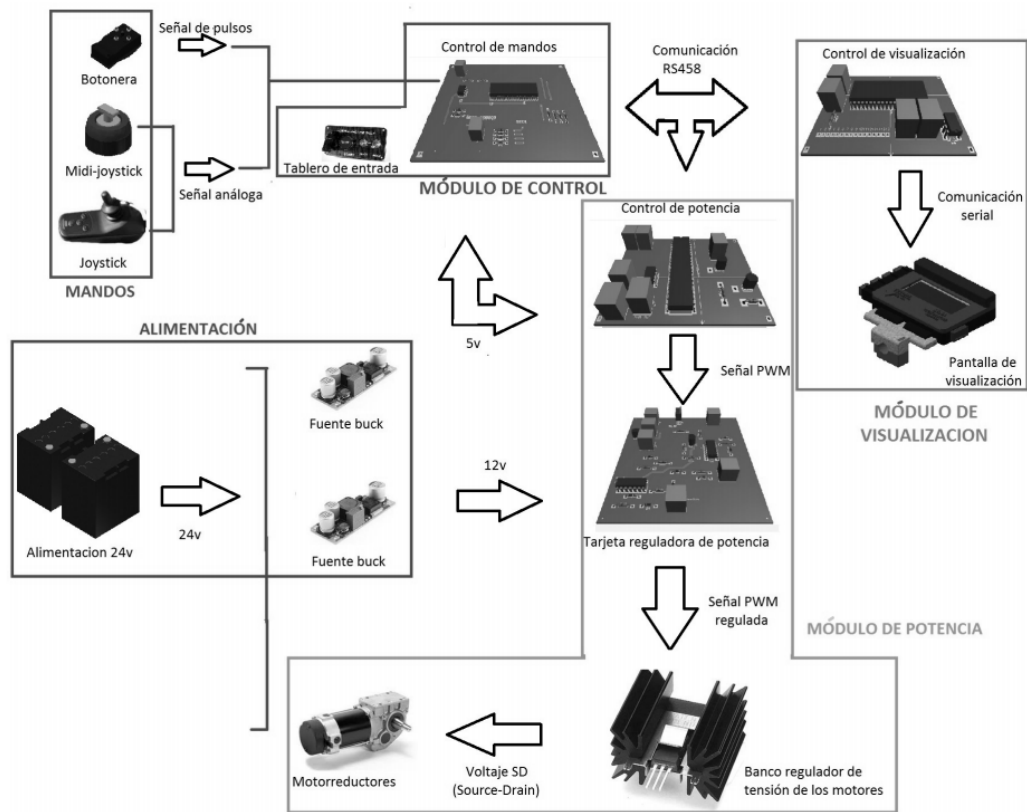 Señal de pulsos
Botonera
Midi-joystick
Señal análoga
Joystick
MANDOS
Control de mandos
Tablero de entrada
MÓDULO DE CONTROL
Comunicación
RS458
Control de visualización
Comunicación
serial
Pantalla de
visualización
MÓDULO DE
VISUALIZACION
Control de potencia
5v
Señal PWM
ALIMENTACIÓN
Fuente buck
Alimentacion 24v
24v
Fuente buck
12v
Tarjeta reguladora de potencia
Señal PWM
regulada
MÓDULO DE POTENCIA
Motorreductores
Voltaje SD
(Source-Drain)
Banco regulador de
tensión de los motores